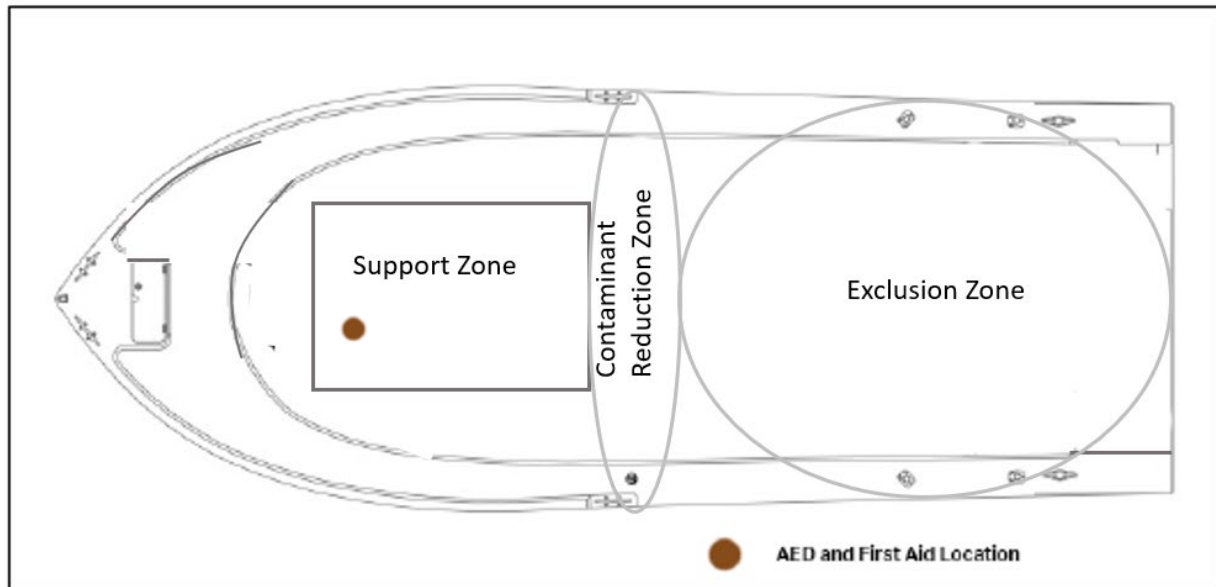 Support Zone
Contaminant
Reduction Zone
Exclusion Zone
AED and First Aid Location